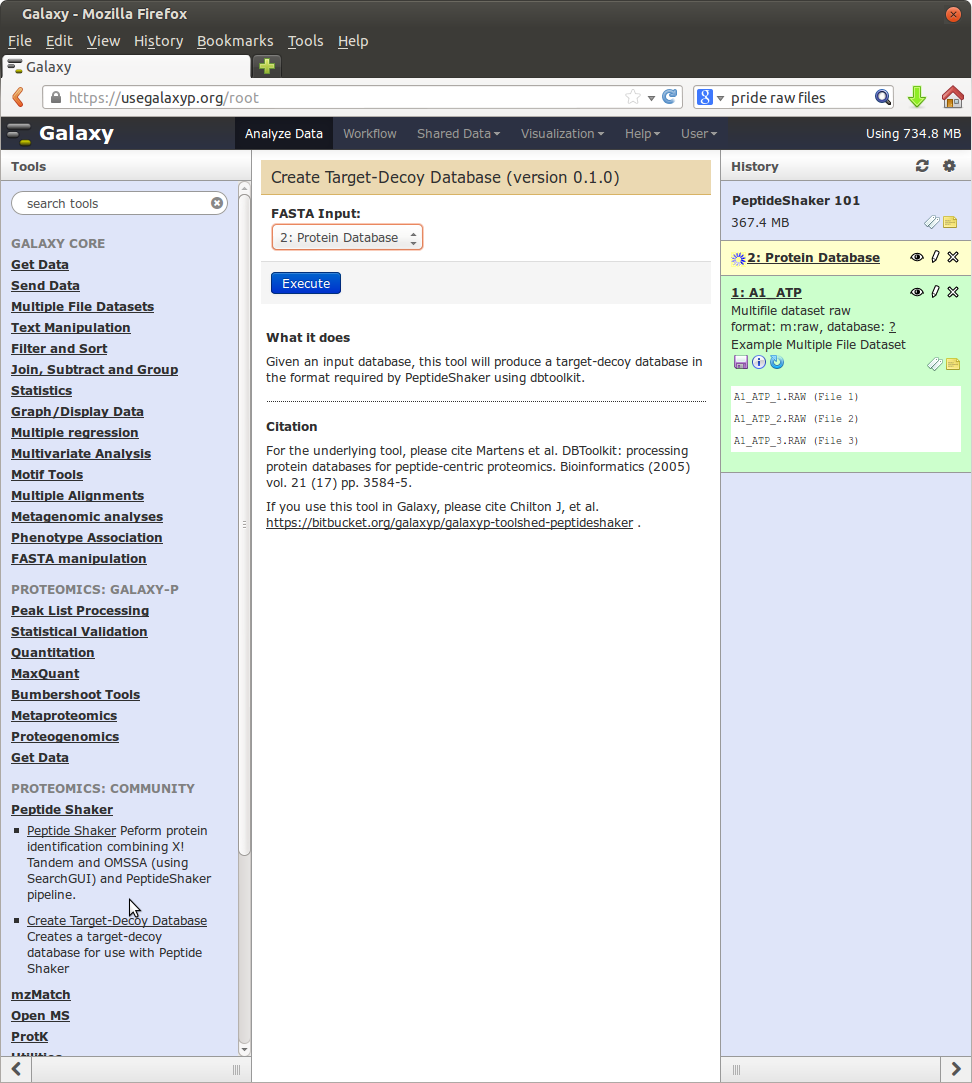 Galaxy - Mozilla Firefox
File Edit View History Bookmarks Tools Help
Galaxy
https://usegalaxyp.org/root
8 pride raw files
Galaxy
Analyze Data Workflow Shared Data Visualization Help User
Using 734.8 MB
Tools
search tools
GALAXY CORE
Get Data
Send Data
Multiple File Datasets
Text Manipulation
Filter and Sort
Join, Subtract and Group
Statistics
Graph/Display Data
Multiple regression
Multivariate Analysis
Motif Tools
Multiple Alignments
Metagenomic analyses
Phenotype Association
FASTA manipulation
PROTEOMICS: GALAXY-P
Peak List Processing
Statistical Validation
Quantitation
MaxQuant
Bumbershoot Tools
Metaproteomics
Proteogenomics
Get Data
PROTEOMICS: COMMUNITY
Peptide Shaker
Peptide Shaker Peform protein
identification combining X!
Tandem and OMSSA (using
SearchGUI) and PeptideShaker
pipeline.
Create Target-Decoy Database
Creates a target-decoy
database for use with Peptide
Shaker
mzMatch
Open MS
ProtK
Utilities
Create Target-Decoy Database (version 0.1.0)
FASTA Input:
2: Protein Database
Execute
What it does
Given an input database, this tool will produce a target-decoy database in
the format required by PeptideShaker using dbtoolkit.
Citation
For the underlying tool, please cite Martens et al. DBToolkit: processing
protein databases for peptide-centric proteomics. Bioinformatics (2005)
vol. 21 (17) pp. 3584-5.
If you use this tool in Galaxy, please cite Chilton J, et al.
https://bitbucket.org/galaxyp/galaxyp-toolshed-peptideshaker .
History
PeptideShaker 101
367.4 MB
2: Protein Database
1: A1_ATP
Multifile dataset raw
format: m:raw, database: ?
Example Multiple File Dataset
A1_ATP_1.RAW (File 1)
A1_ATP_2.RAW (File 2)
A1_ATP_3.RAW (File 3)